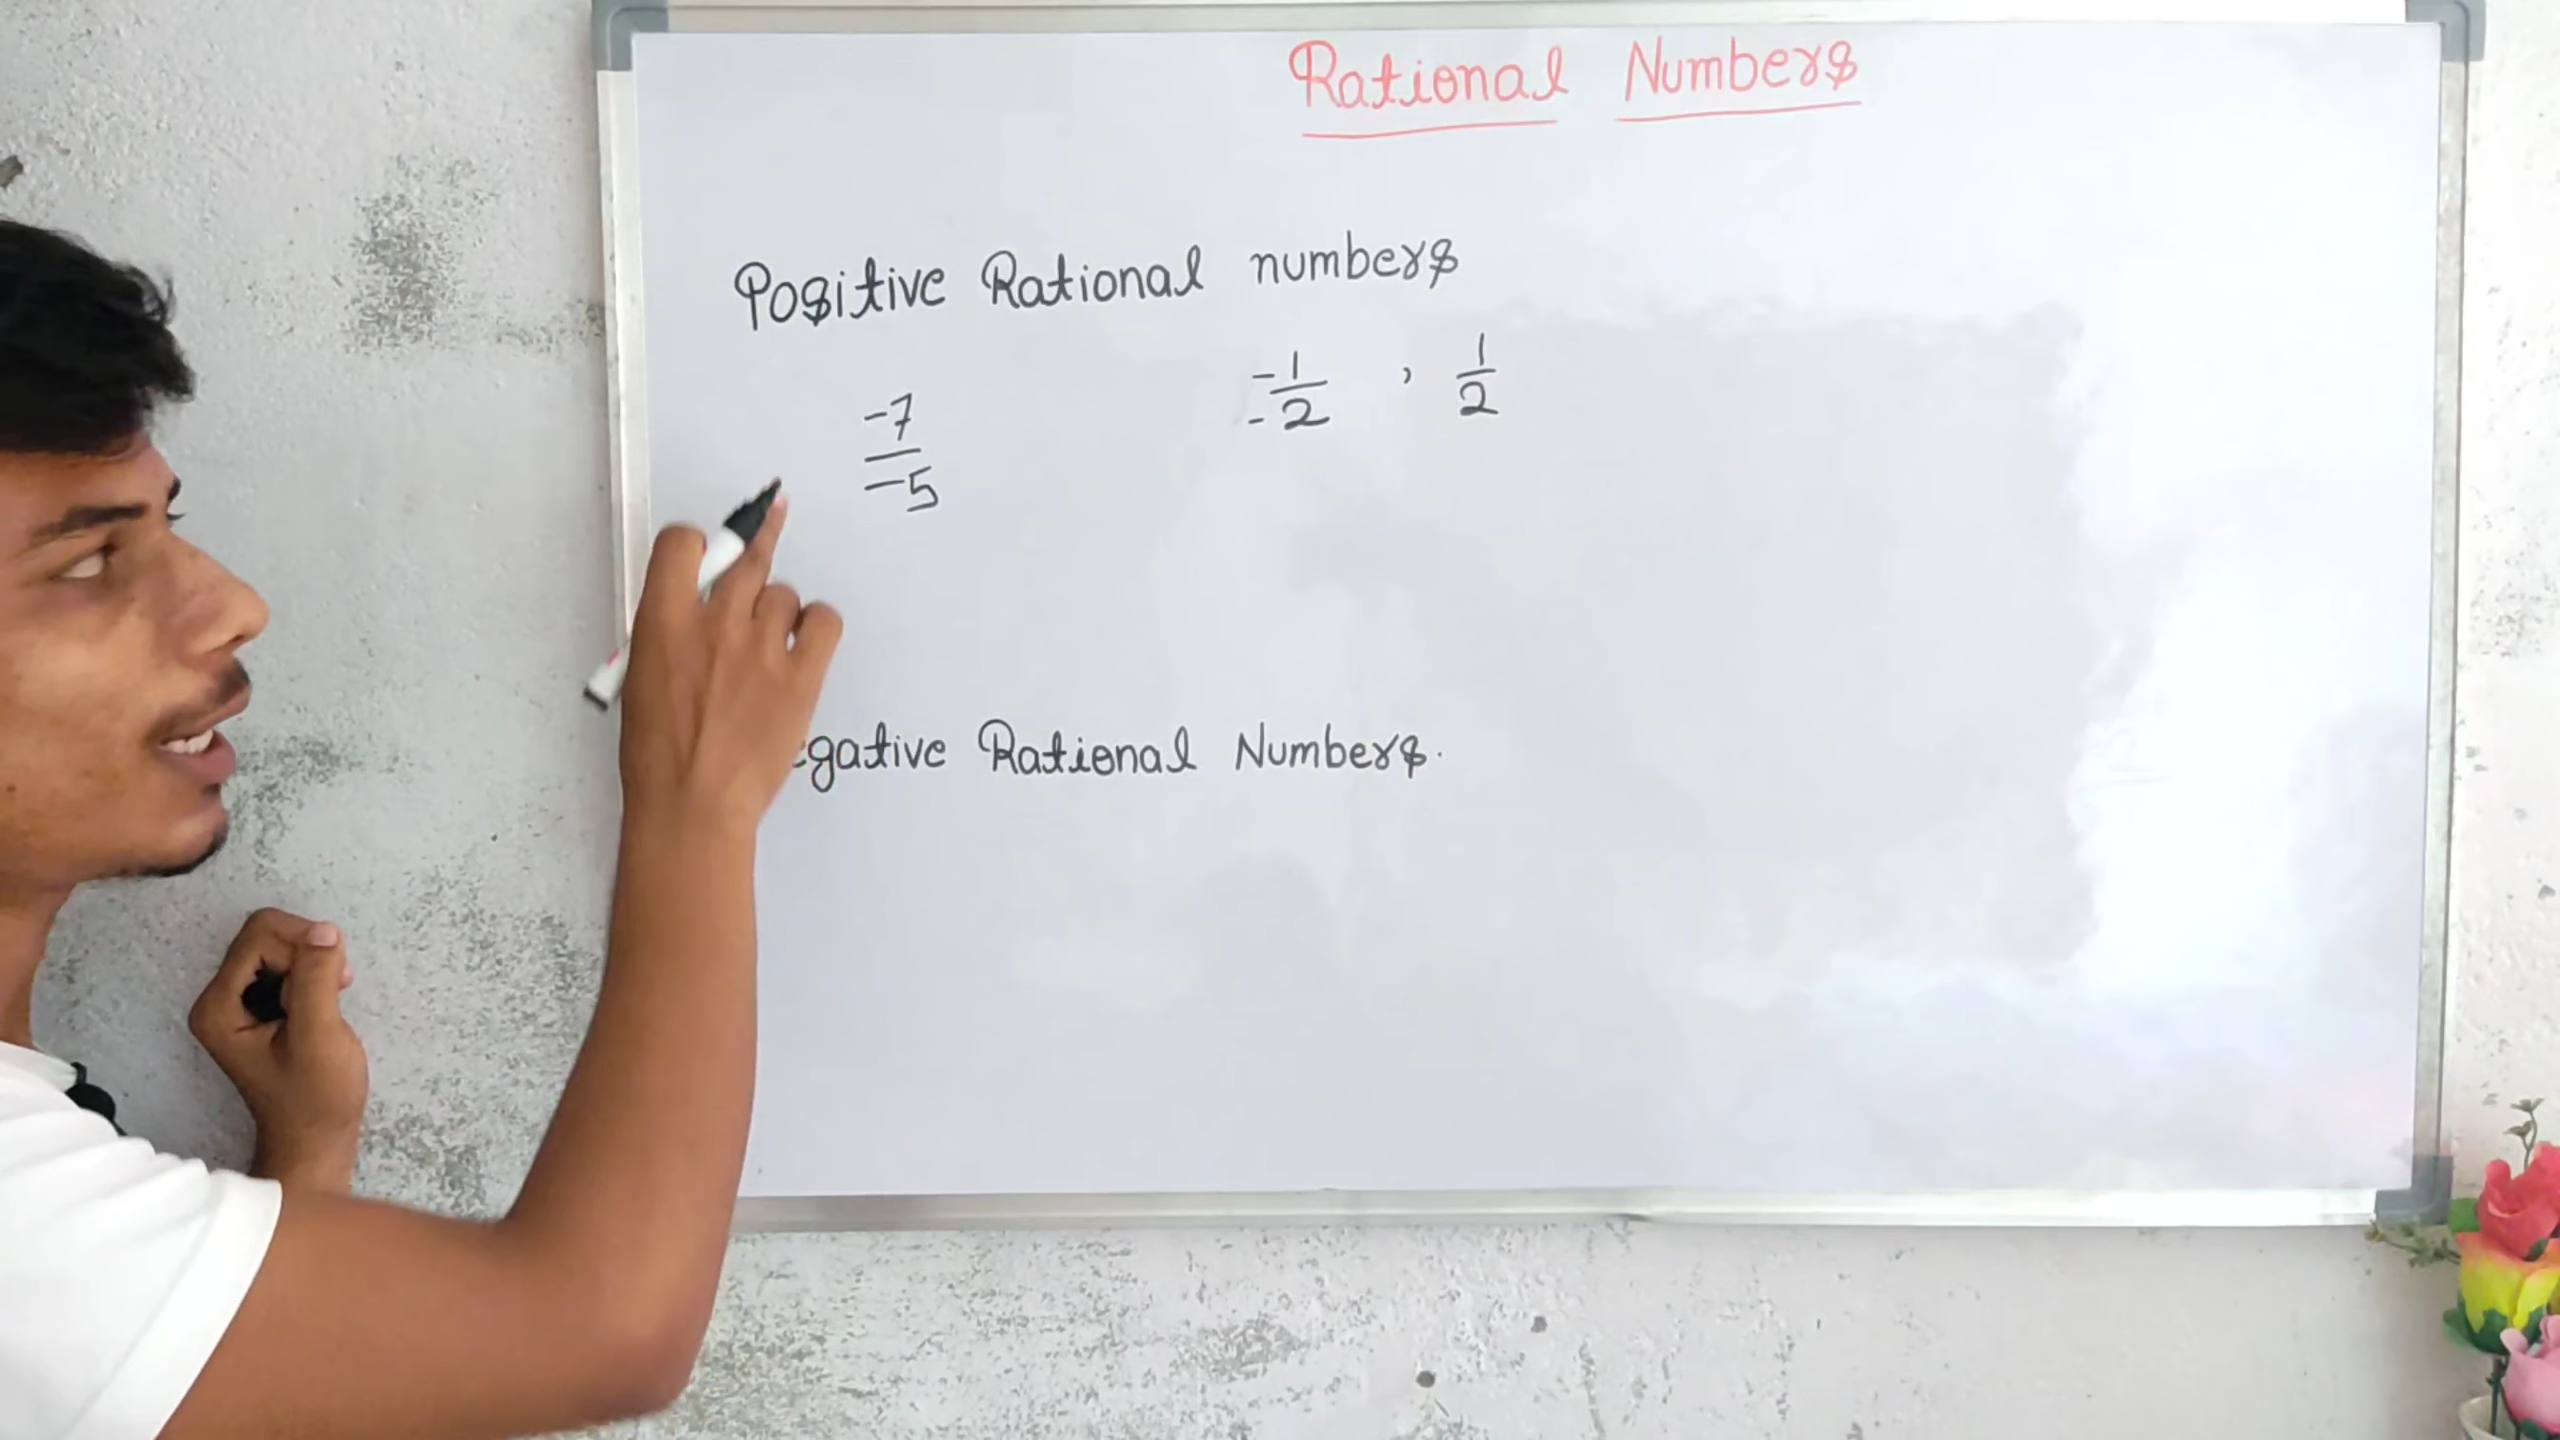 Rational Numbers
Positive Rational numbers
-1/-2 , 1/2
-7/-5
egative Rational Numbers.